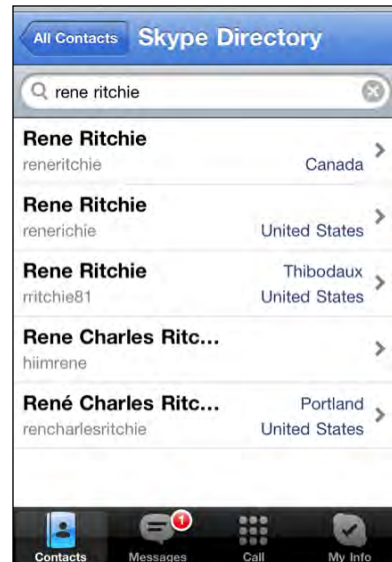 All Contacts Skype Directory
rene ritchie
Rene Ritchie
reneritchie Canada
Rene Ritchie
renerichie United States
Rene Ritchie Thibodaux
rritchie81 United States
Rene Charles Ritc...
hiimrene
René Charles Ritc... Portland
rencharlesritchie United States
1
Contacts Messages Call My Info